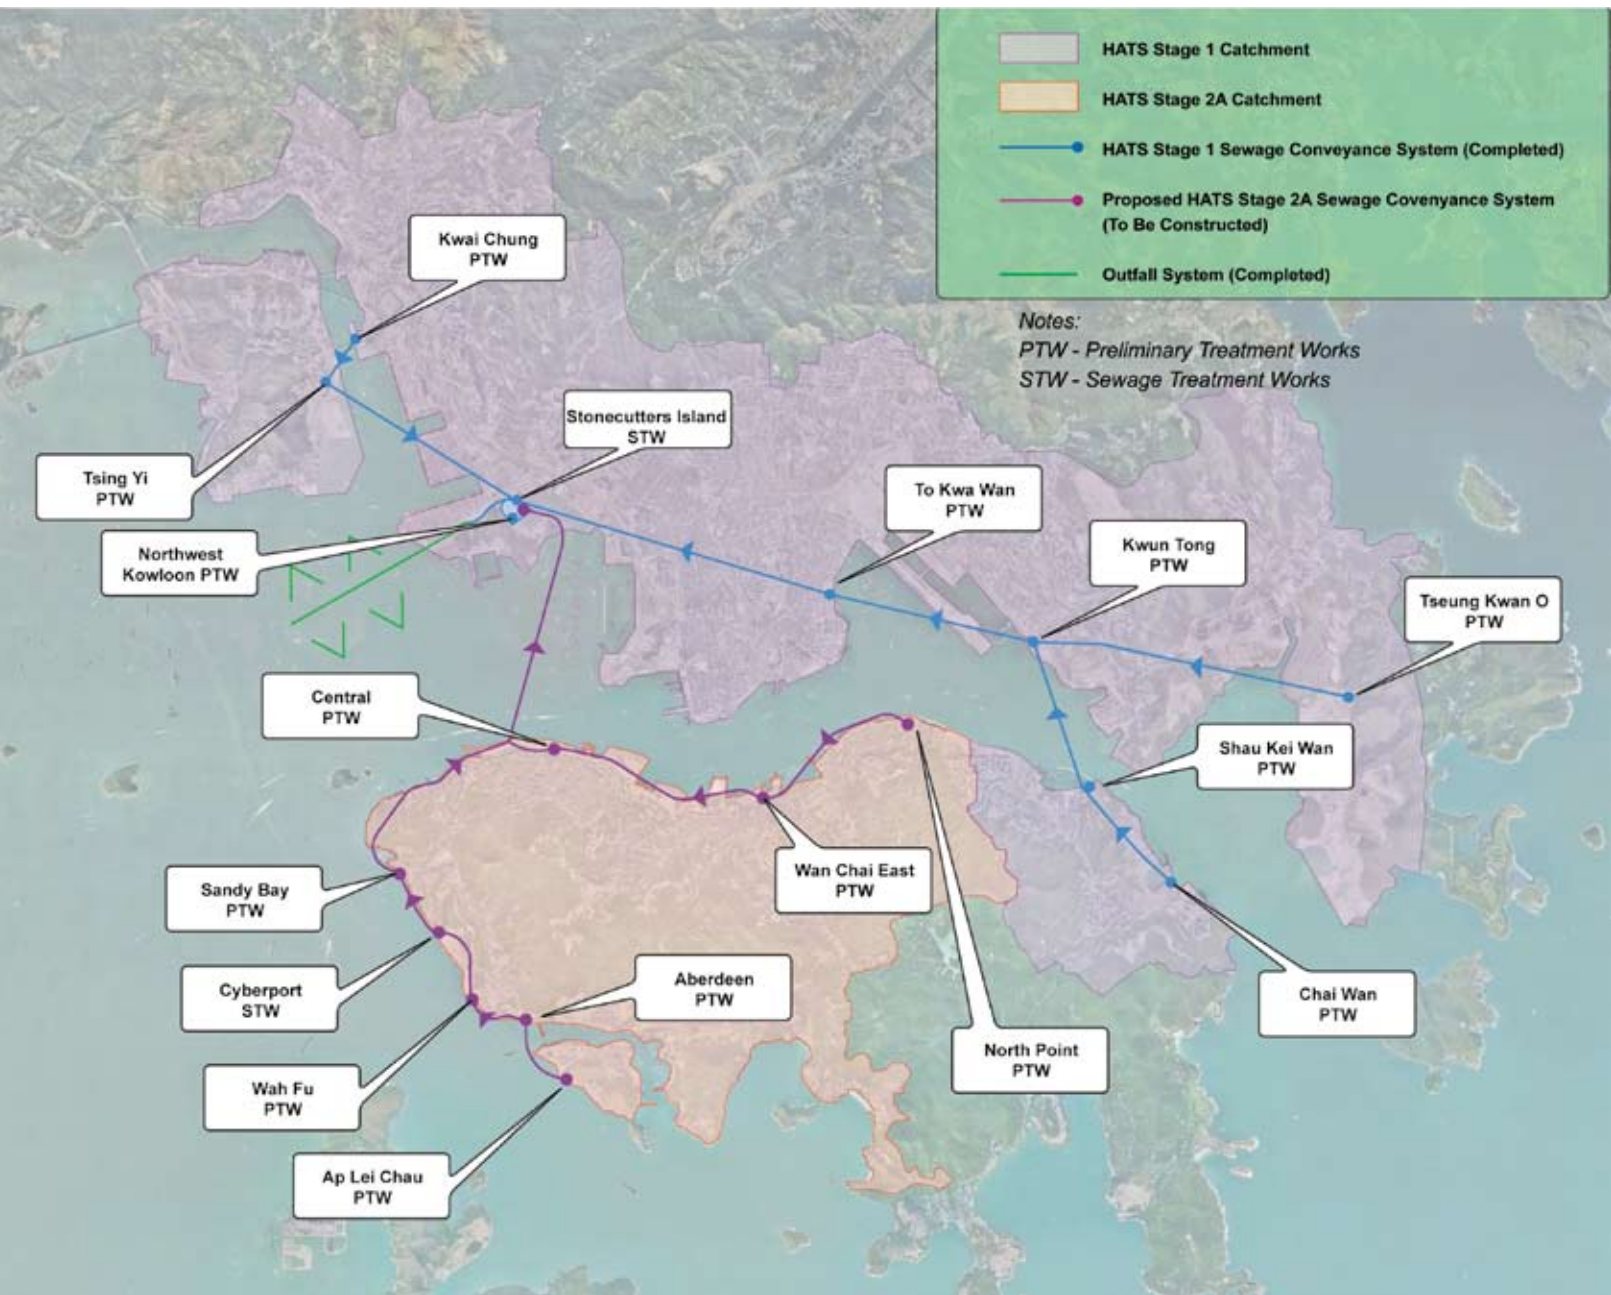 HATS Stage 1 Catchment
HATS Stage 2A Catchment
HATS Stage 1 Sewage Conveyance System (Completed)
Proposed HATS Stage 2A Sewage Covenyance System
(To Be Constructed)
Outfall System (Completed)
Notes:
PTW - Preliminary Treatment Works
STW - Sewage Treatment Works
Kwai Chung
PTW
Stonecutters Island
STW
Tsing Yi
PTW
To Kwa Wan
PTW
Northwest
Kowloon PTW
Kwun Tong
PTW
Tseung Kwan O
PTW
Central
PTW
Shau Kei Wan
PTW
Sandy Bay
PTW
Wan Chai East
PTW
Cyberport
STW
Aberdeen
PTW
Chai Wan
PTW
North Point
PTW
Wah Fu
PTW
Ap Lei Chau
PTW